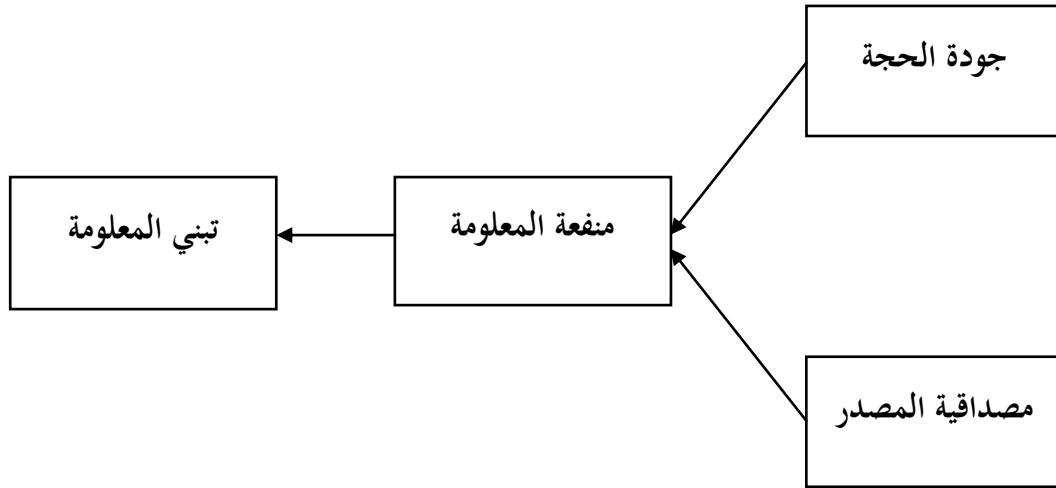 جودة الحجة
منفعة المعلومة
تبني المعلومة
مصداقية المصدر